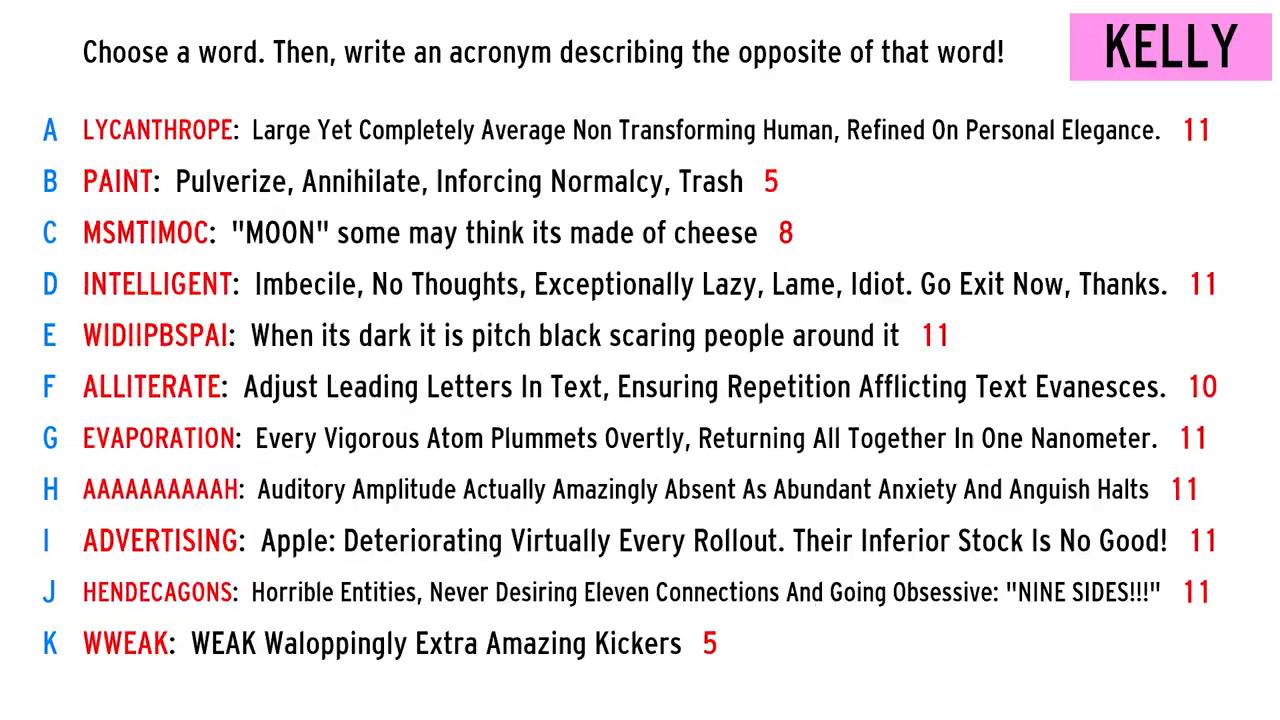 Choose a word. Then, write an acronym describing the opposite of that word!
KELLY
A LYCANTHROPE: Large Yet Completely Average Non Transforming Human, Refined On Personal Elegance. 11
B PAINT: Pulverize, Annihilate, Inforcing Normalcy, Trash 5
C MSMTIMOC: "MOON" some may think its made of cheese 8
D INTELLIGENT: Imbecile, No Thoughts, Exceptionally Lazy, Lame, Idiot. Go Exit Now, Thanks. 11
E WIDIIPBSPAI: When its dark it is pitch black scaring people around it 11
F ALLITERATE: Adjust Leading Letters In Text, Ensuring Repetition Afflicting Text Evanesces. 10
G EVAPORATION: Every Vigorous Atom Plummets Overtly, Returning All Together In One Nanometer. 11
H AAAAAAAAAAH: Auditory Amplitude Actually Amazingly Absent As Abundant Anxiety And Anguish Halts 11
I ADVERTISING: Apple: Deteriorating Virtually Every Rollout. Their Inferior Stock Is No Good! 11
J HENDECAGONS: Horrible Entities, Never Desiring Eleven Connections And Going Obsessive: "NINE SIDES!!!" 11
K WWEAK: WEAK Waloppingly Extra Amazing Kickers 5